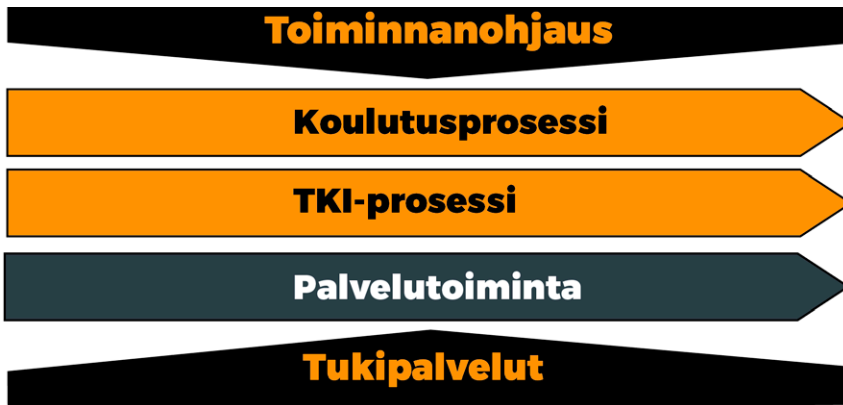 Toiminnanohjaus
Koulutusprosessi
TKI-prosessi
Palvelutoiminta
Tukipalvelut